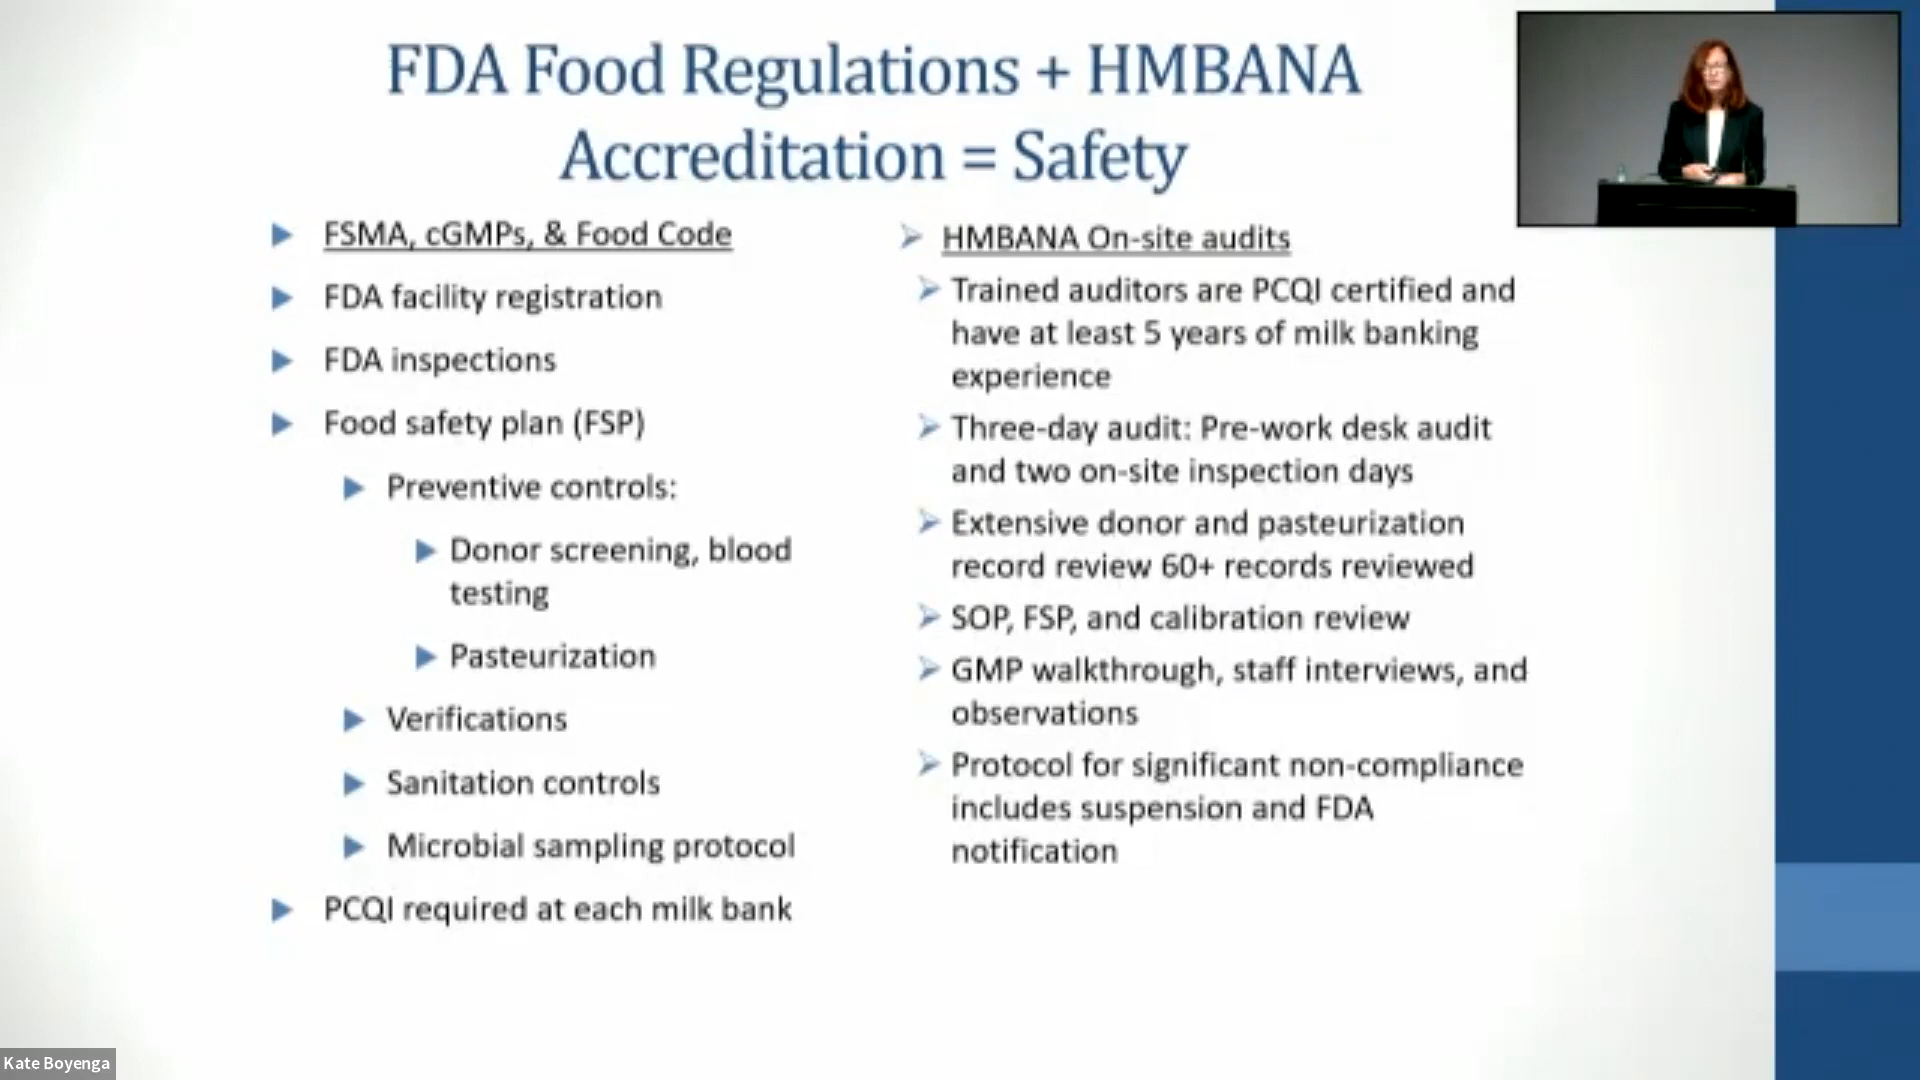 FDA Food Regulations + HMBANA
Accreditation = Safety
FSMA, cGMPs, & Food Code
FDA facility registration
FDA inspections
Food safety plan (FSP)
Preventive controls:
Donor screening, blood
testing
Pasteurization
Verifications
Sanitation controls
Microbial sampling protocol
PCQI required at each milk bank
HMBANA On-site audits
Trained auditors are PCQI certified and
have at least 5 years of milk banking
experience
Three-day audit: Pre-work desk audit
and two on-site inspection days
Extensive donor and pasteurization
record review 60+ records reviewed
SOP, FSP, and calibration review
GMP walkthrough, staff interviews, and
observations
Protocol for significant non-compliance
includes suspension and FDA
notification
Kate Boyenga